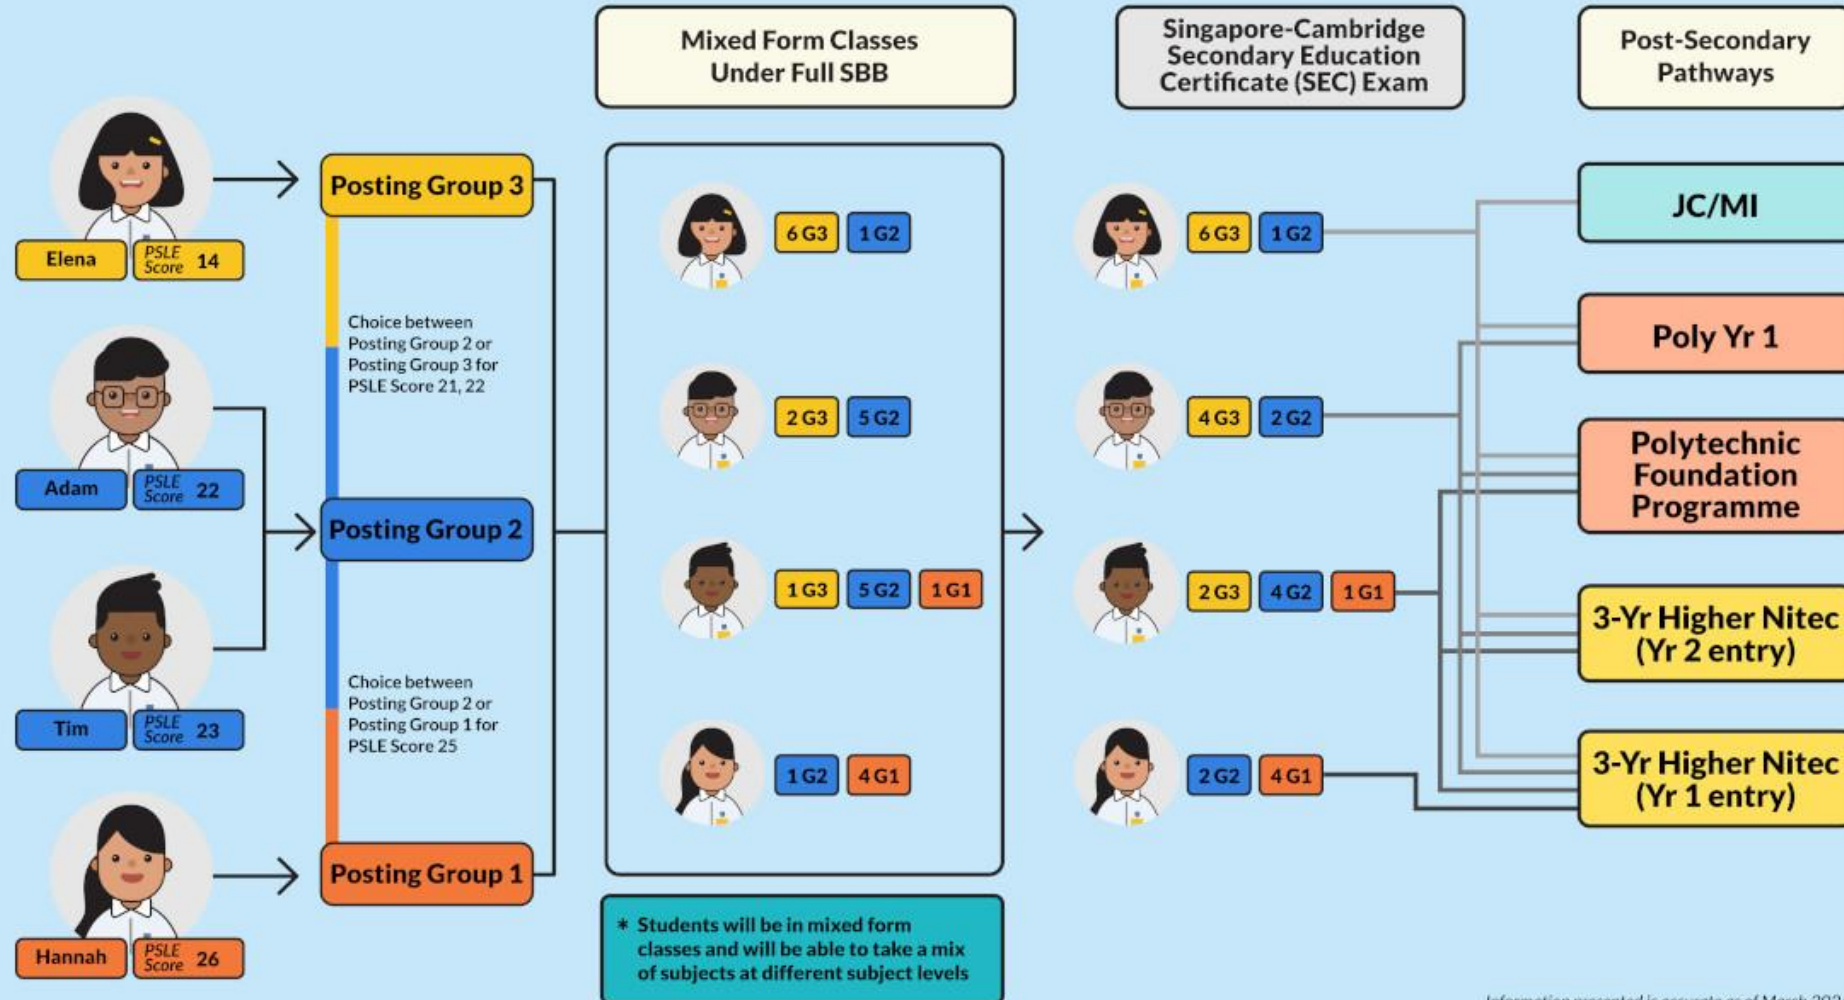 Mixed Form Classes
Under Full SBB
Singapore-Cambridge
Secondary Education
Certificate (SEC) Exam
Post-Secondary
Pathways
Elena
PSLE
Score 14
Adam
PSLE
Score 22
Tim
PSLE
Score 23
Hannah
PSLE
Score 26
Posting Group 3
Choice between
Posting Group 2 or
Posting Group 3 for
PSLE Score 21, 22
Posting Group 2
Choice between
Posting Group 2 or
Posting Group 1 for
PSLE Score 25
Posting Group 1
6 G3 1 G2
2 G3 5 G2
1 G3 5 G2 1 G1
1 G2 4 G1
* Students will be in mixed form
classes and will be able to take a mix
of subjects at different subject levels
6 G3 1 G2
4 G3 2 G2
2 G3 4 G2 1 G1
2 G2 4 G1
JC/MI
Poly Yr 1
Polytechnic
Foundation
Programme
3-Yr Higher Nitec
(Yr 2 entry)
3-Yr Higher Nitec
(Yr 1 entry)
Information presented is accurate as of March